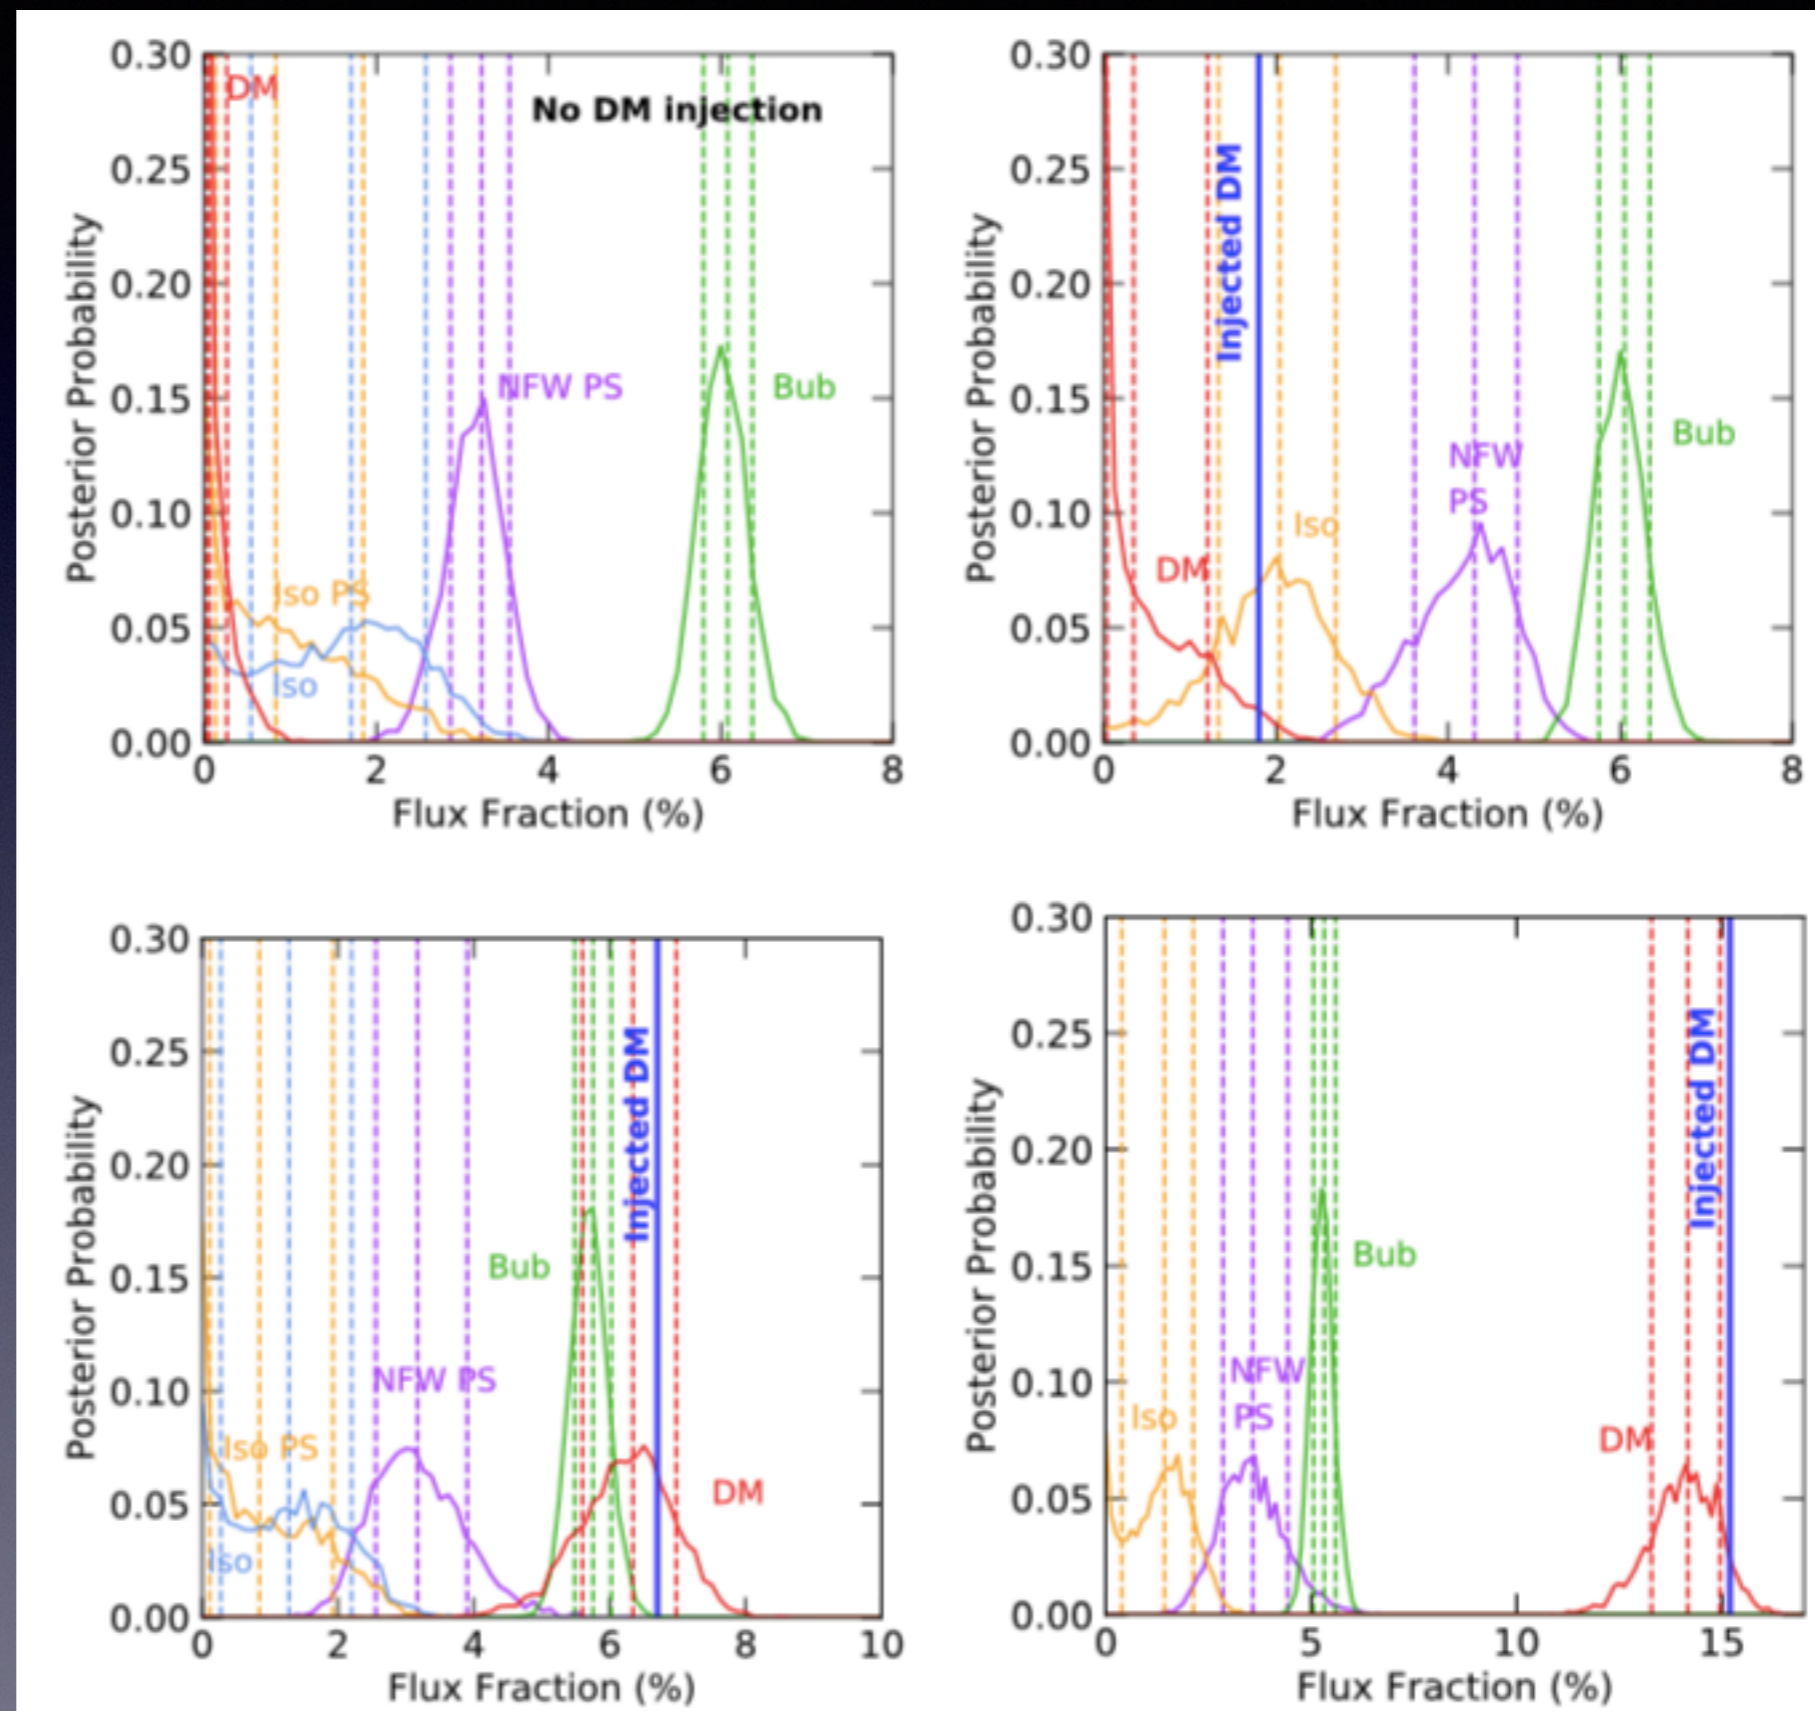 0.30
0.25
0.20
0.15
0.10
0.05
0.00
Posterior Probability
DM
No DM injection
NFW PS
Bub
Iso PS
Iso
0 2 4 6 8
Flux Fraction (%)
0.30
0.25
0.20
0.15
0.10
0.05
0.00
Posterior Probability
Injected DM
NFW
PS
Bub
Iso
DM
0 2 4 6 8
Flux Fraction (%)
0.30
0.25
0.20
0.15
0.10
0.05
0.00
Posterior Probability
Injected DM
Bub
NFW PS
Iso PS
DM
Iso
0 2 4 6 8 10
Flux Fraction (%)
0.30
0.25
0.20
0.15
0.10
0.05
0.00
Posterior Probability
Injected DM
Bub
NFW
PS
Iso
DM
0 5 10 15
Flux Fraction (%)